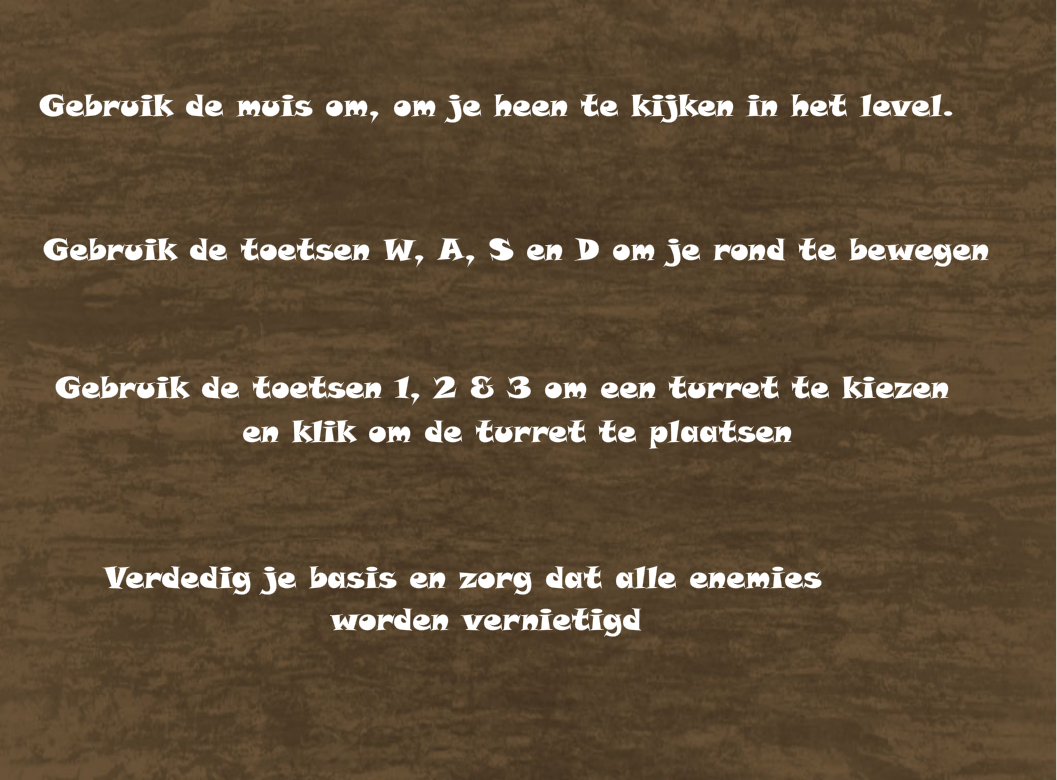 Gebruik de muis om, om je heen te kijken in het level.
Gebruik de toetsen W, A, S en D om je rond te bewegen
Gebruik de toetsen 1, 2 & 3 om een turret te kiezen
en klik om de turret te plaatsen
Verdedig je basis en zorg dat alle enemies
worden vernietigd